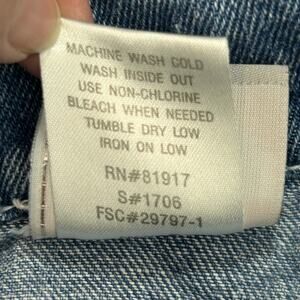 MACHINE WASH COLD
WASH INSIDE OUT
USE NON-CHLORINE
BLEACH WHEN NEEDED
TUMBLE DRY LOW
IRON ON LOW
RN#81917
S#1706
FSC#29797-1